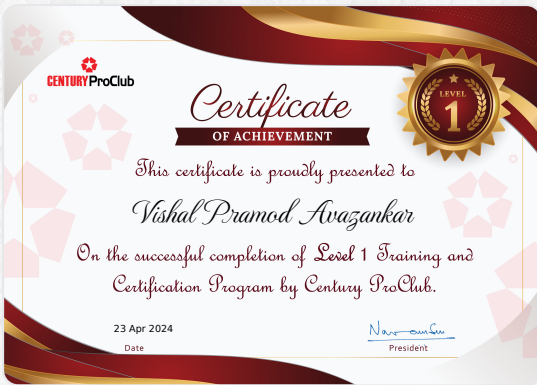 CENTURY ProClub
Certificate
OF ACHIEVEMENT
LEVEL
1
This certificate is proudly presented to
Vishal Pramod Avazankar
On the successful completion of Level 1 Training and
Certification Program by Century ProClub.
23 Apr 2024
Date
President